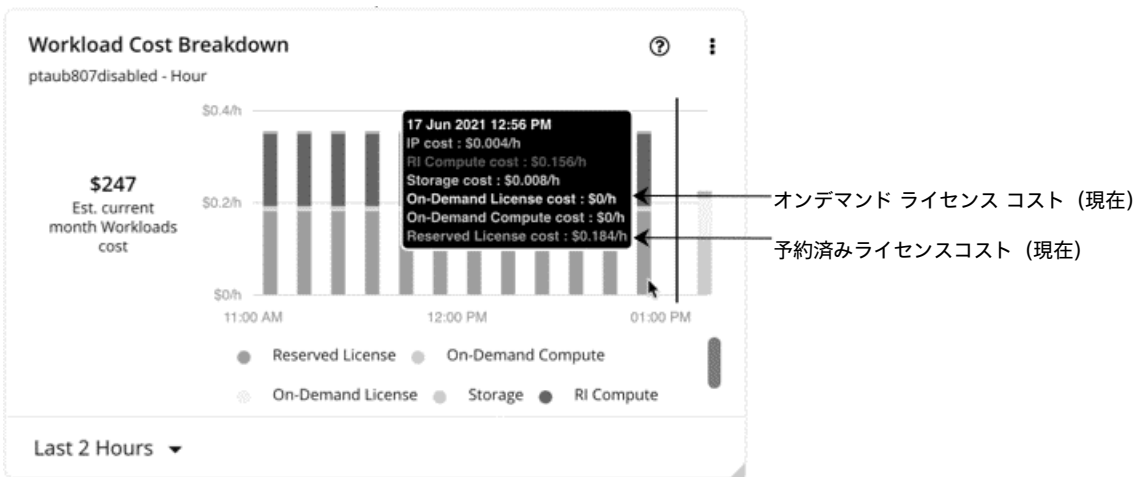 Workload Cost Breakdown
ptaub807disabled - Hour
$247
Est. current
month Workloads
cost
$0.4/h
$0.2/h
$0/h
17 Jun 2021 12:56 PM
IP cost : $0.004/h
RI Compute cost : $0.156/h
Storage cost : $0.008/h
On-Demand License cost : $0/h
On-Demand Compute cost : $0/h
Reserved License cost : $0.184/h
オンデマンド ライセンス コスト (現在)
予約済みライセンスコスト (現在)
11:00 AM 12:00 PM 01:00 PM
Reserved License On-Demand Compute
On-Demand License Storage RI Compute
Last 2 Hours